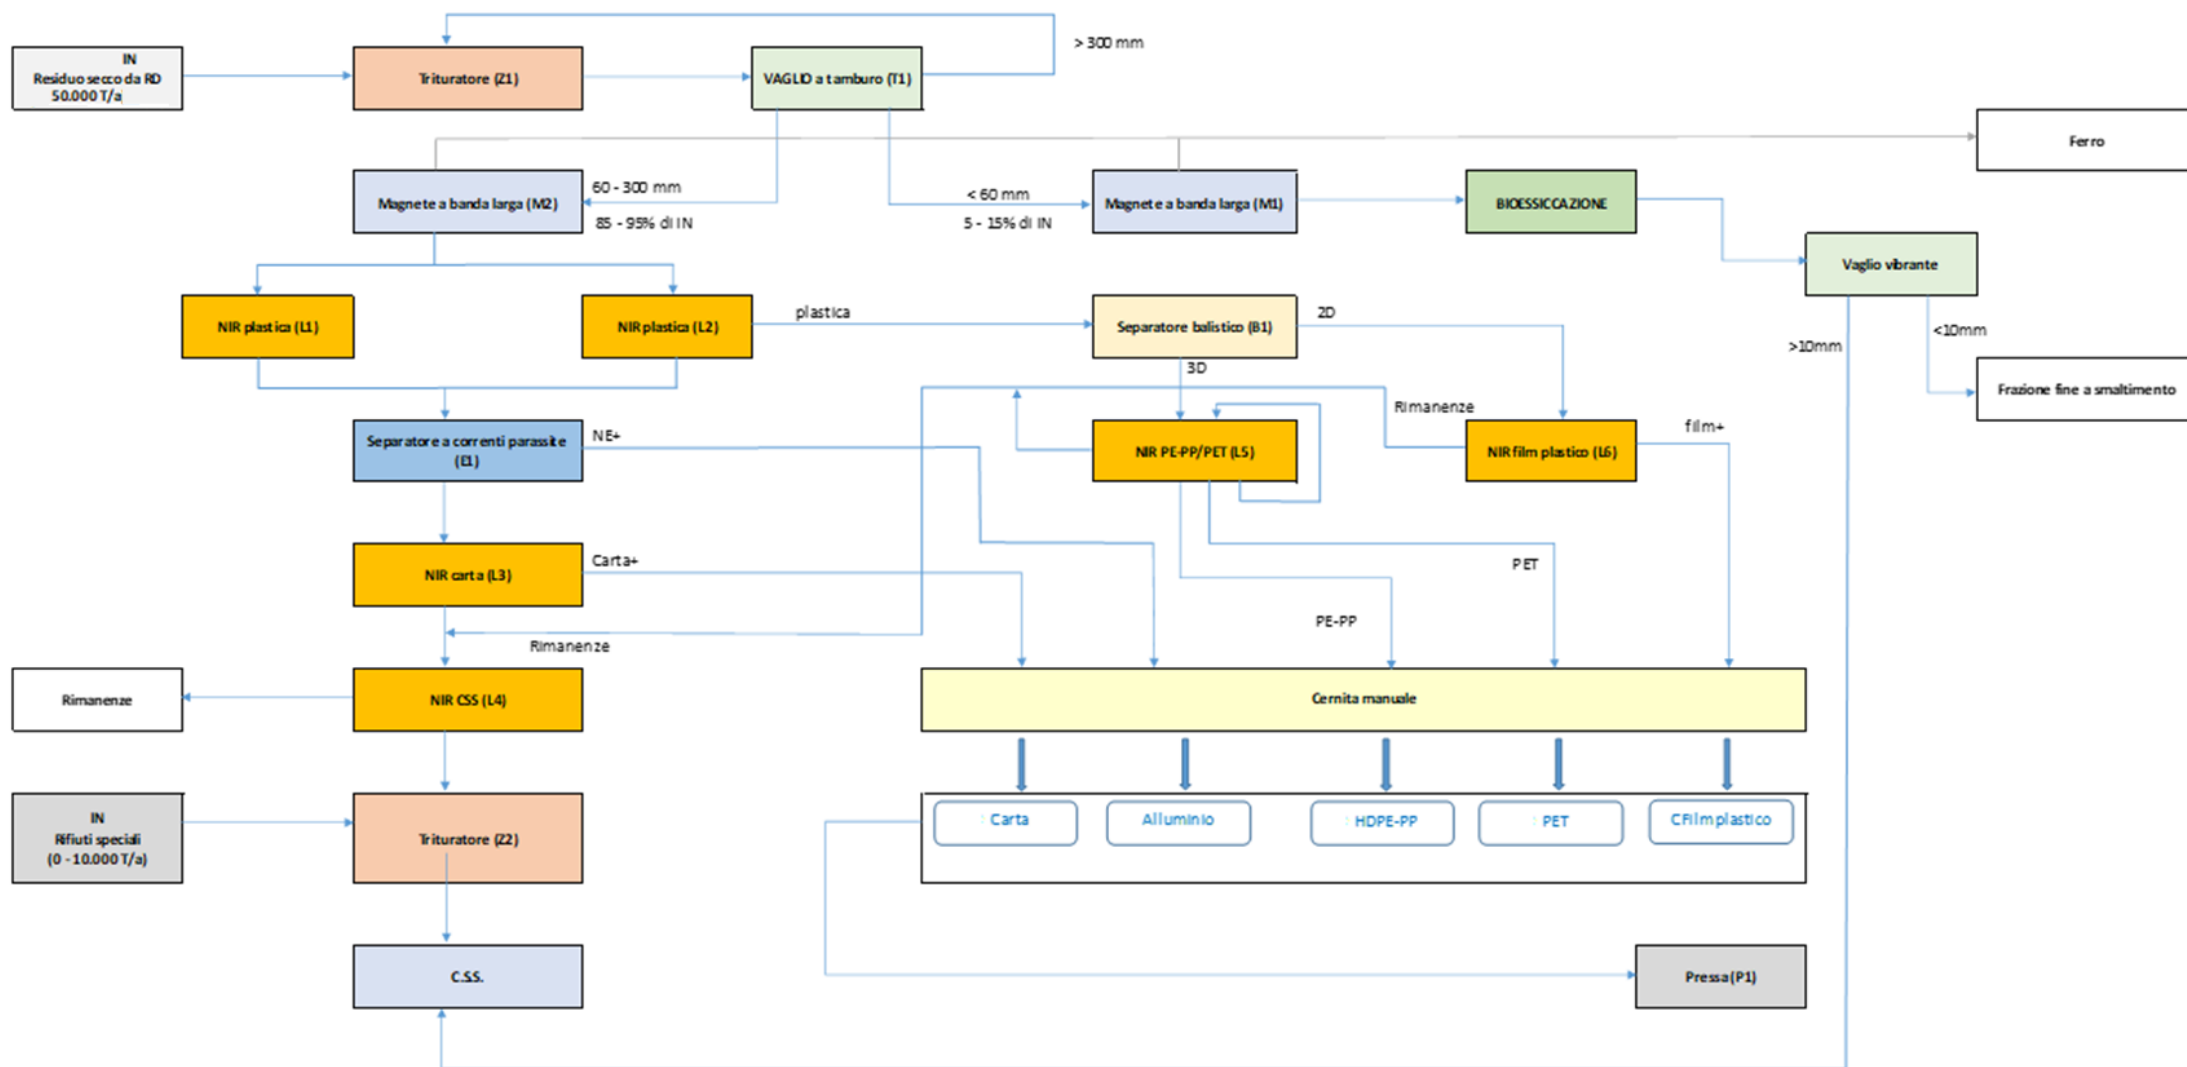 IN
Residuo secco da RD
50.000 T/a
Trituratore (Z1)
VAGLIO a tamburo (T1)
> 300 mm
Ferro
Magnete a banda larga (M2)
60 - 300 mm
85 - 95% di IN
< 60 mm
5 - 15% di IN
Magnete a banda larga (M1)
BIOESSICCAZIONE
Vaglio vibrante
NIR plastica (L1)
NIR plastica (L2)
plastica
Separatore balistico (B1)
2D
3D
>10mm
<10mm
Frazione fine a smaltimento
Separatore a correnti parassite
(E1)
NE+
NIR PE-PP/PET (L5)
Rimanenze
NIR film plastico (L6)
film+
NIR carta (L3)
Carta+
PET
PE-PP
Rimanenze
Rimanenze
NIR CSS (L4)
Cernita manuale
IN
Rifiuti speciali
(0 - 10.000 T/a)
Trituratore (Z2)
: Carta
Alluminio
: HDPE-PP
: PET
CFilm plastico
C.S.S.
Pressa (P1)